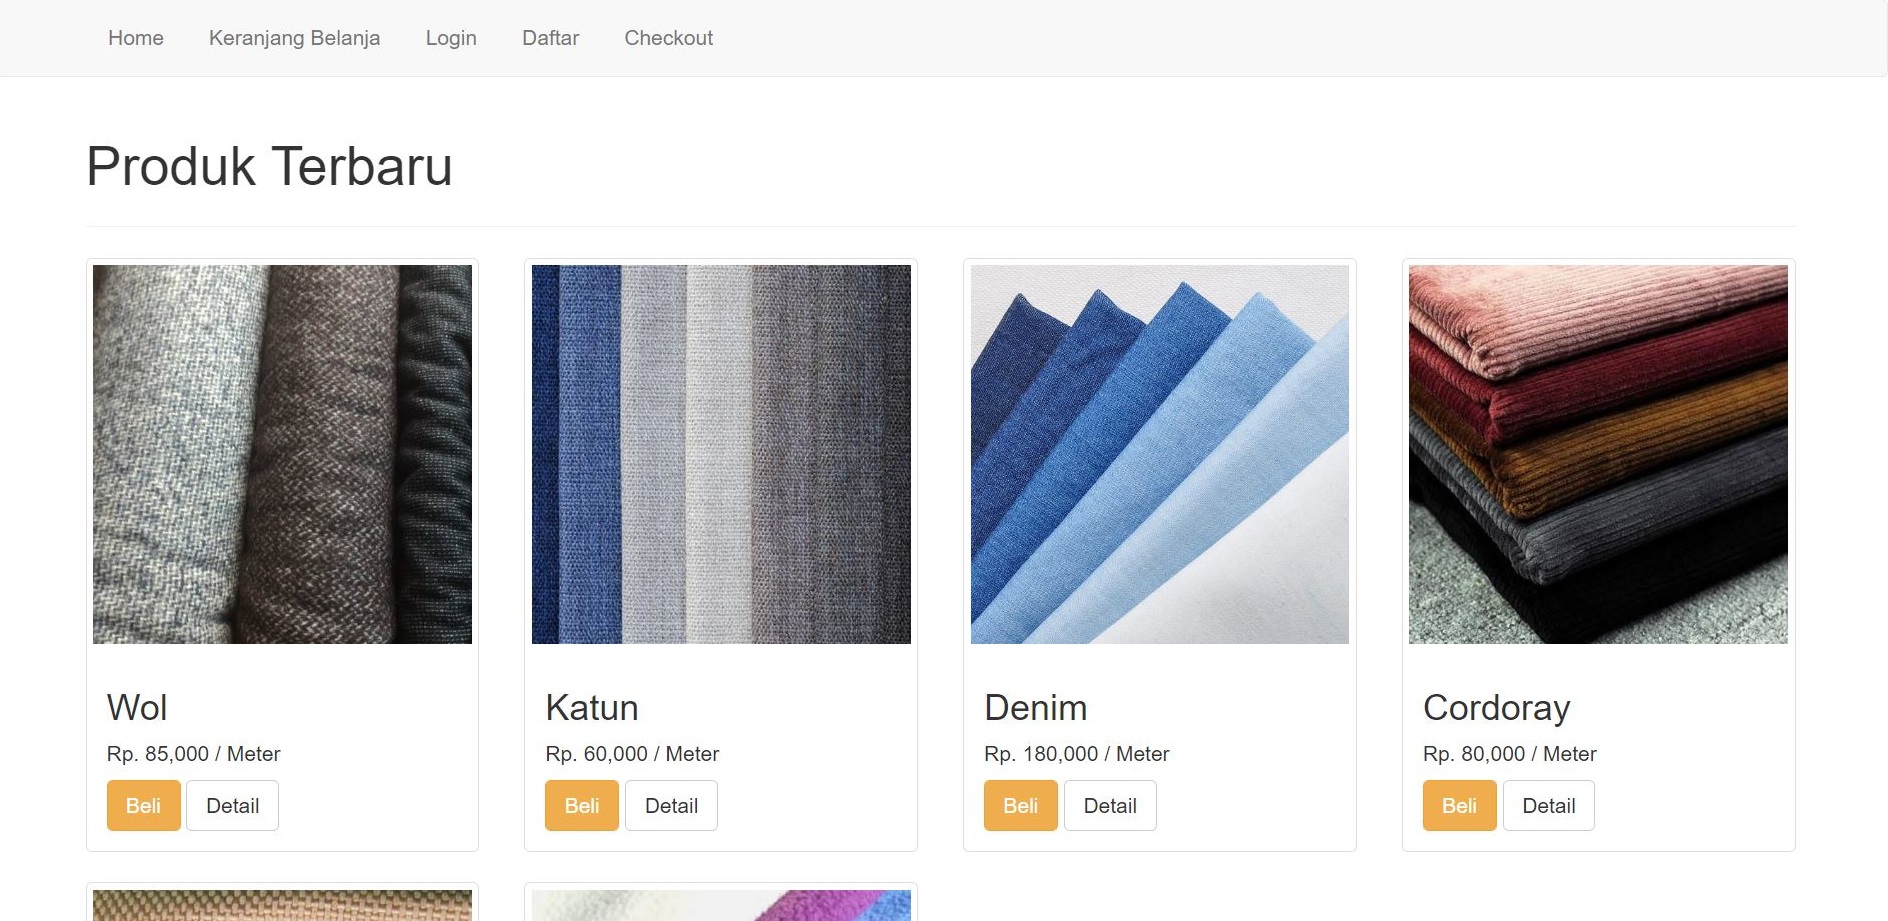 Home Keranjang Belanja Login Daftar Checkout
Produk Terbaru
Wol
Rp. 85,000 / Meter
Beli Detail
Katun
Rp. 60,000 / Meter
Beli Detail
Denim
Rp. 180,000 / Meter
Beli Detail
Cordoray
Rp. 80,000 / Meter
Beli Detail